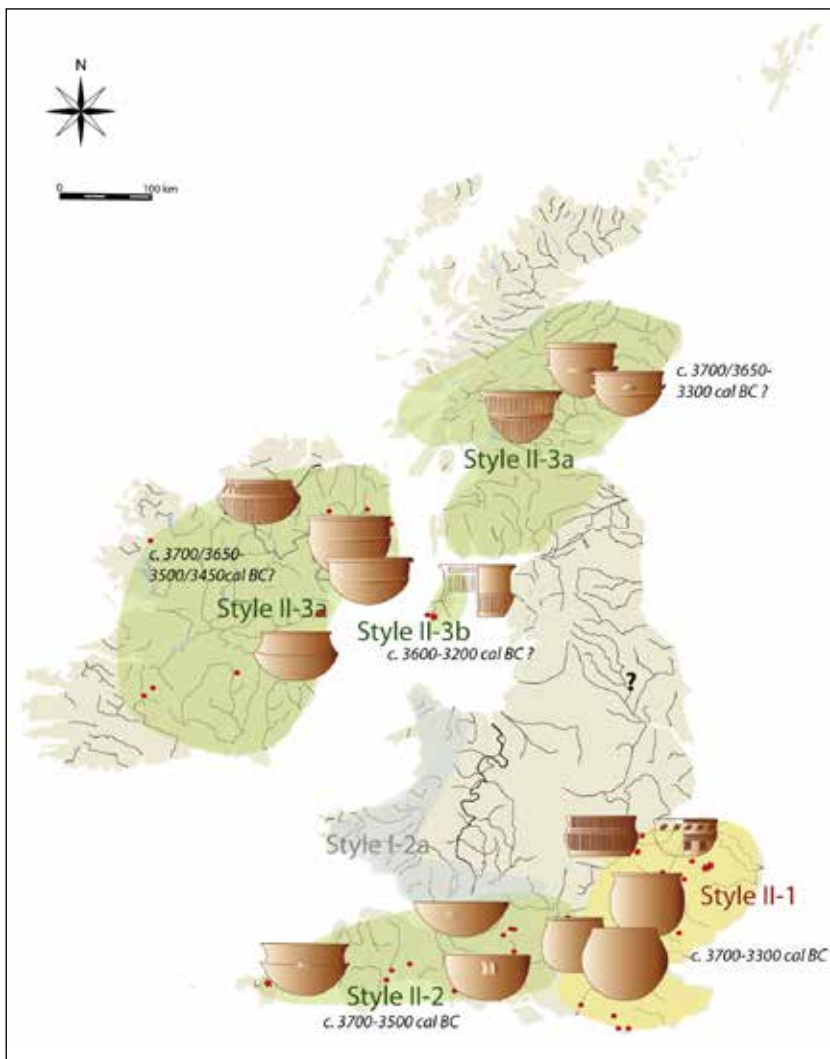 N
0 100 km
c. 3700/3650-
3300 cal BC ?
Style II-3a
c. 3700/3650-
3500/3450cal BC?
Style II-3a
Style II-3b
c. 3600-3200 cal BC ?
?
Style I-2a
Style II-1
c. 3700-3300 cal BC
Style II-2
c. 3700-3500 cal BC